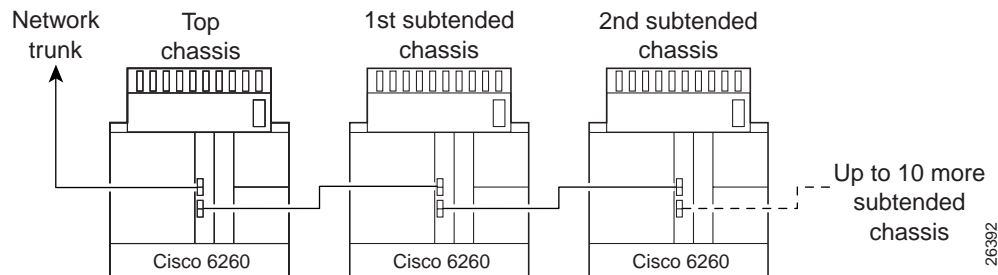 Network
trunk
Top
chassis
1st subtended
chassis
2nd subtended
chassis
Up to 10 more
subtended
chassis
Cisco 6260
Cisco 6260
Cisco 6260
26392